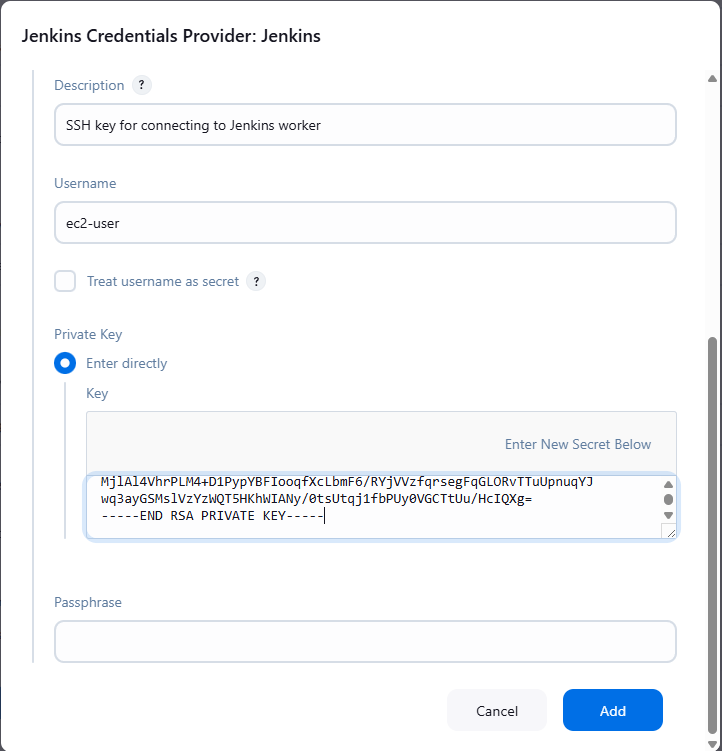 Jenkins Credentials Provider: Jenkins
Description ?
SSH key for connecting to Jenkins worker
Username
ec2-user
Treat username as secret ?
Private Key
Enter directly
Key
Enter New Secret Below
MjlAl4VhrPLM4+D1PypYBFIooqfXcLbmF6/RYjVVzfqrsegFqGLORvTTuUpnuqYJ
wq3ayGSMslVzYzWQT5HKhWIANy/0tsUtqj1fbPUy0VGCTtUu/HcIQXg=
-----END RSA PRIVATE KEY-----
Passphrase
Cancel
Add